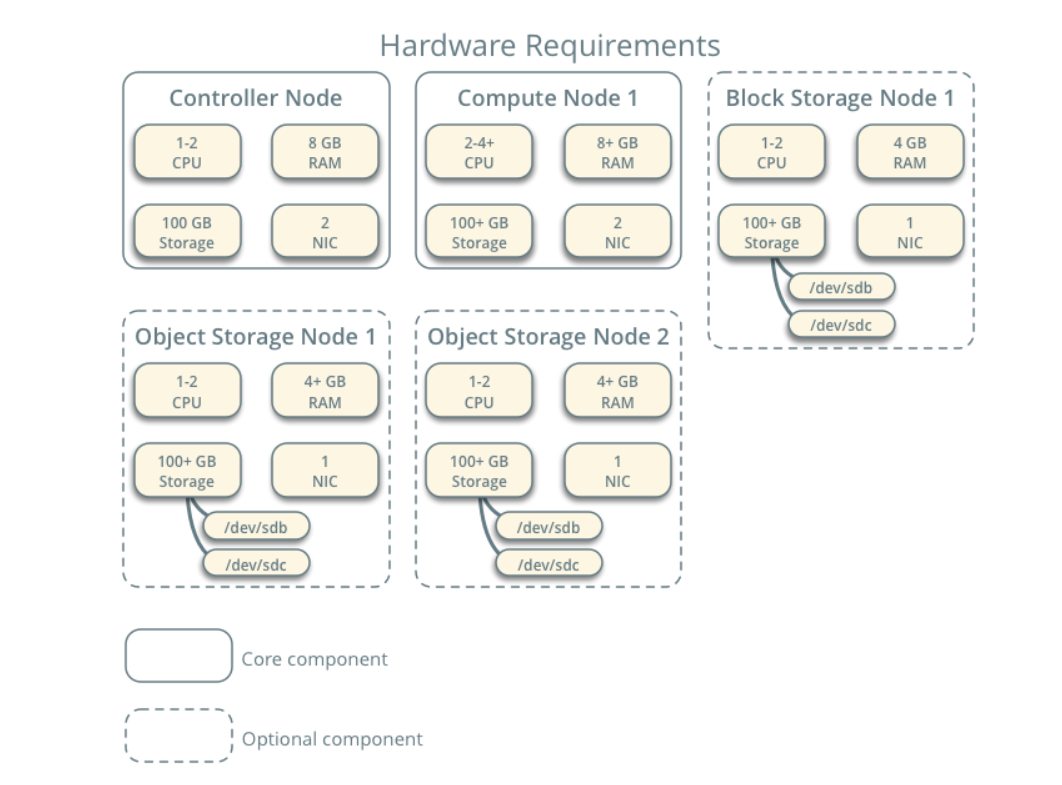 Hardware Requirements
Controller Node
1-2
CPU
8 GB
RAM
100 GB
Storage
2
NIC
Compute Node 1
2-4+
CPU
8+ GB
RAM
100+ GB
Storage
2
NIC
Block Storage Node 1
1-2
CPU
4 GB
RAM
100+ GB
Storage
1
NIC
/dev/sdb
/dev/sdc
Object Storage Node 1
1-2
CPU
4+ GB
RAM
100+ GB
Storage
1
NIC
/dev/sdb
/dev/sdc
Object Storage Node 2
1-2
CPU
4+ GB
RAM
100+ GB
Storage
1
NIC
/dev/sdb
/dev/sdc
Core component
Optional component